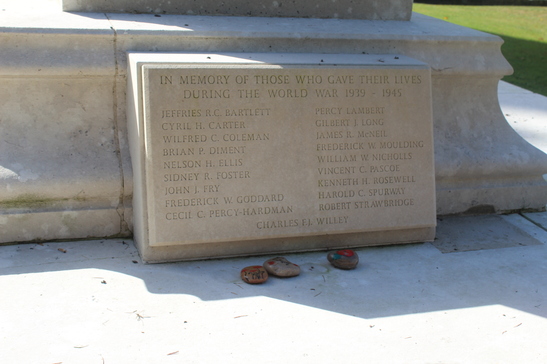 IN MEMORY OF THOSE WHO GAVE THEIR LIVES
DURING THE WORLD WAR 1939 - 1945
JEFFRIES R.C. BARTLETT
CYRIL H. CARTER
WILFRED C. COLEMAN
BRIAN P. DIMENT
NELSON H. ELLIS
SIDNEY R. FOSTER
JOHN J. FRY
FREDERICK W. GODDARD
CECIL C. PERCY-HARDMAN
PERCY LAMBERT
GILBERT J. LONG
JAMES R. McNEIL
FREDERICK W. MOULDING
WILLIAM W. NICHOLLS
VINCENT C. PASCOE
KENNETH H. ROSEWELL
HAROLD C. SPURWAY
ROBERT STRAWBRIDGE
CHARLES F.J. WILLEY